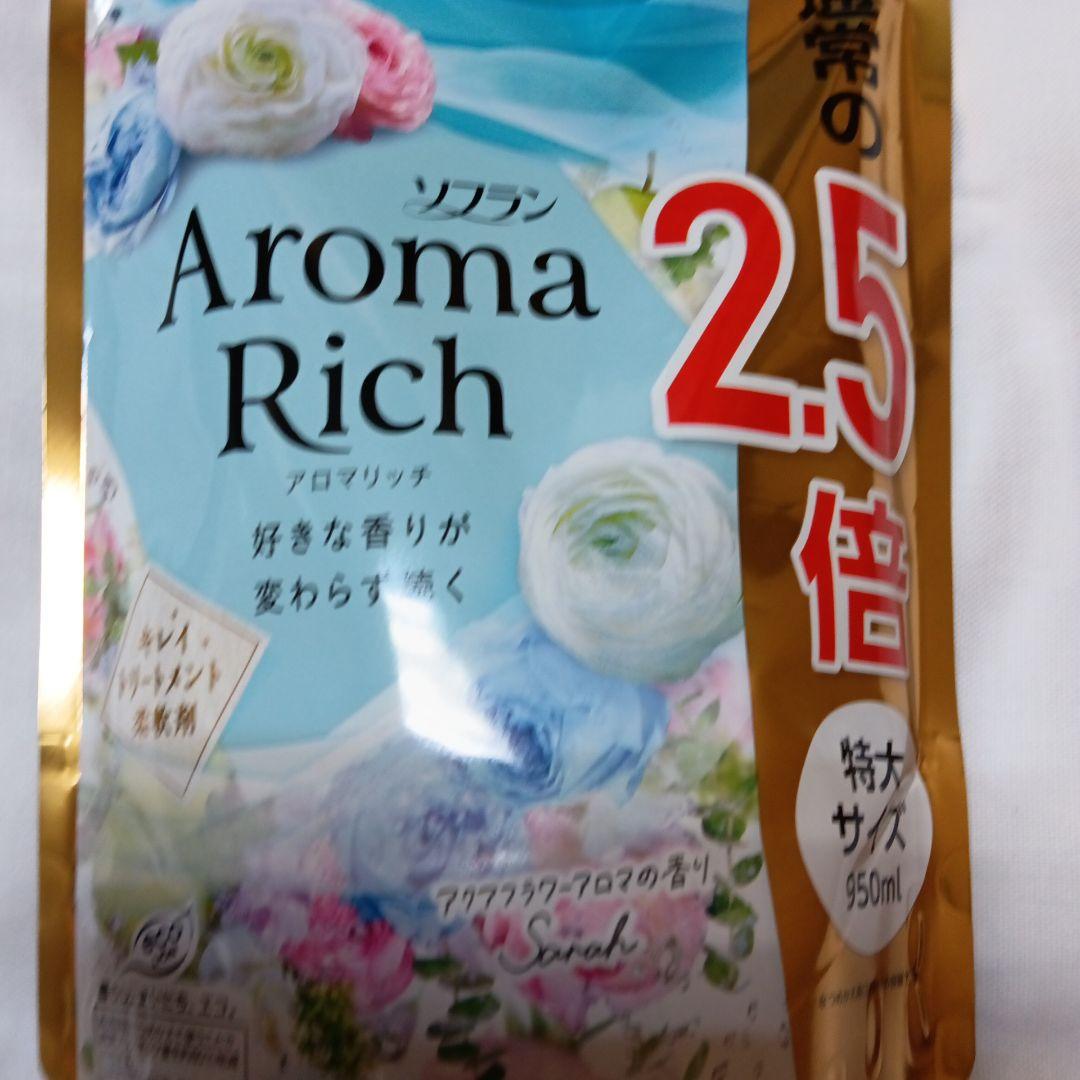 通常の
2.5
倍
ソフラン
Aroma
Rich
アロマリッチ
好きな香りが
変わらず続く
キレイ
トリートメント
柔軟剤
特大
サイズ
950ml
アクアフラワーアロマの香り
Sarah